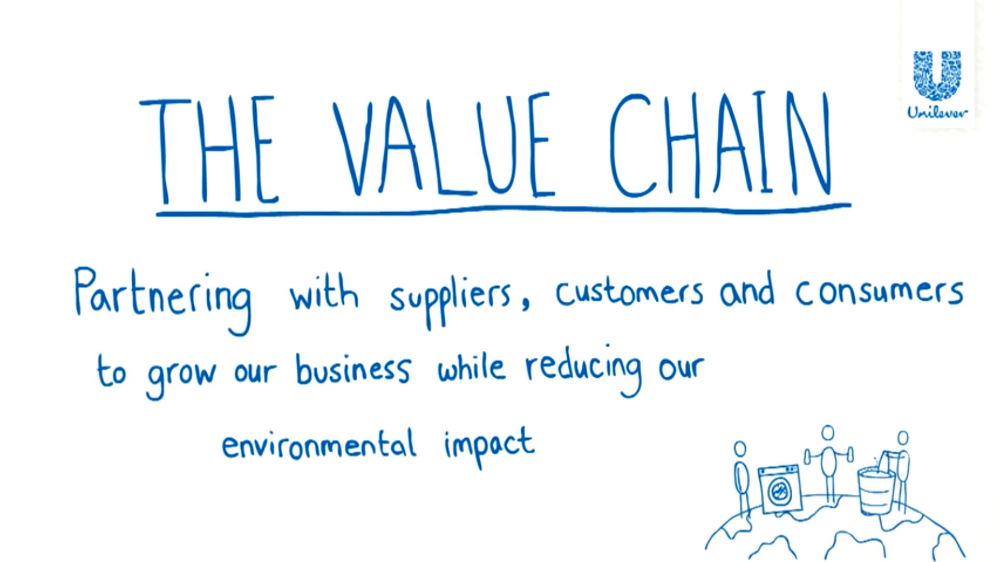 Unilever
THE VALUE CHAIN
Partnering with suppliers, customers and consumers
to grow our business while reducing our
environmental impact